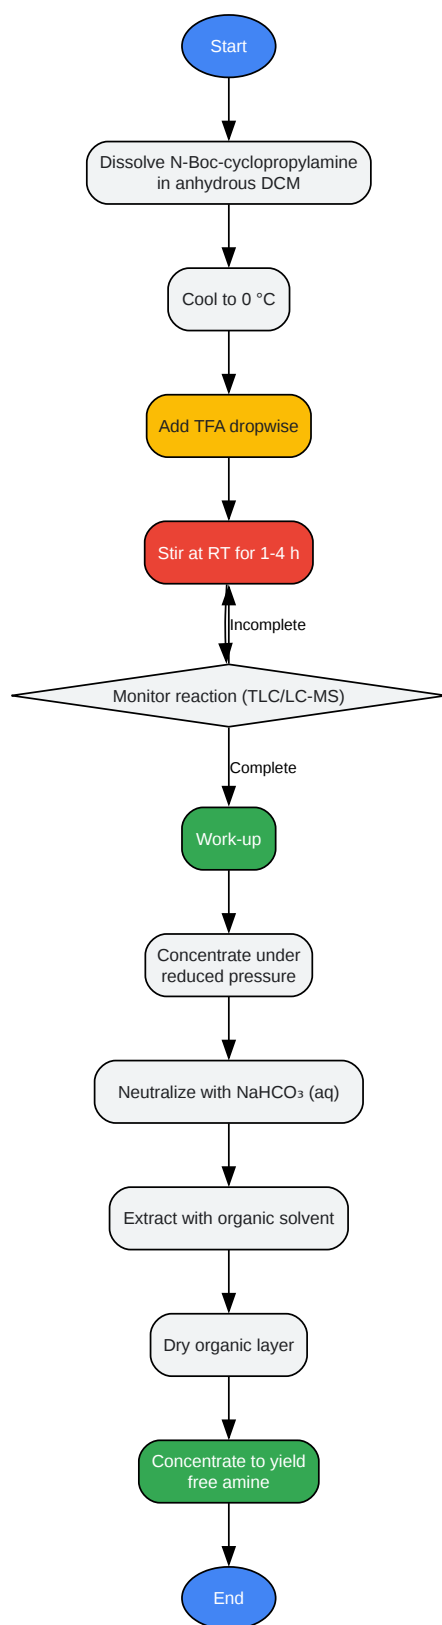 Start
Dissolve N-Boc-cyclopropylamine
in anhydrous DCM
Cool to 0 °C
Add TFA dropwise
Stir at RT for 1-4 h
Incomplete
Monitor reaction (TLC/LC-MS)
Complete
Work-up
Concentrate under
reduced pressure
Neutralize with NaHCO₃ (aq)
Extract with organic solvent
Dry organic layer
Concentrate to yield
free amine
End